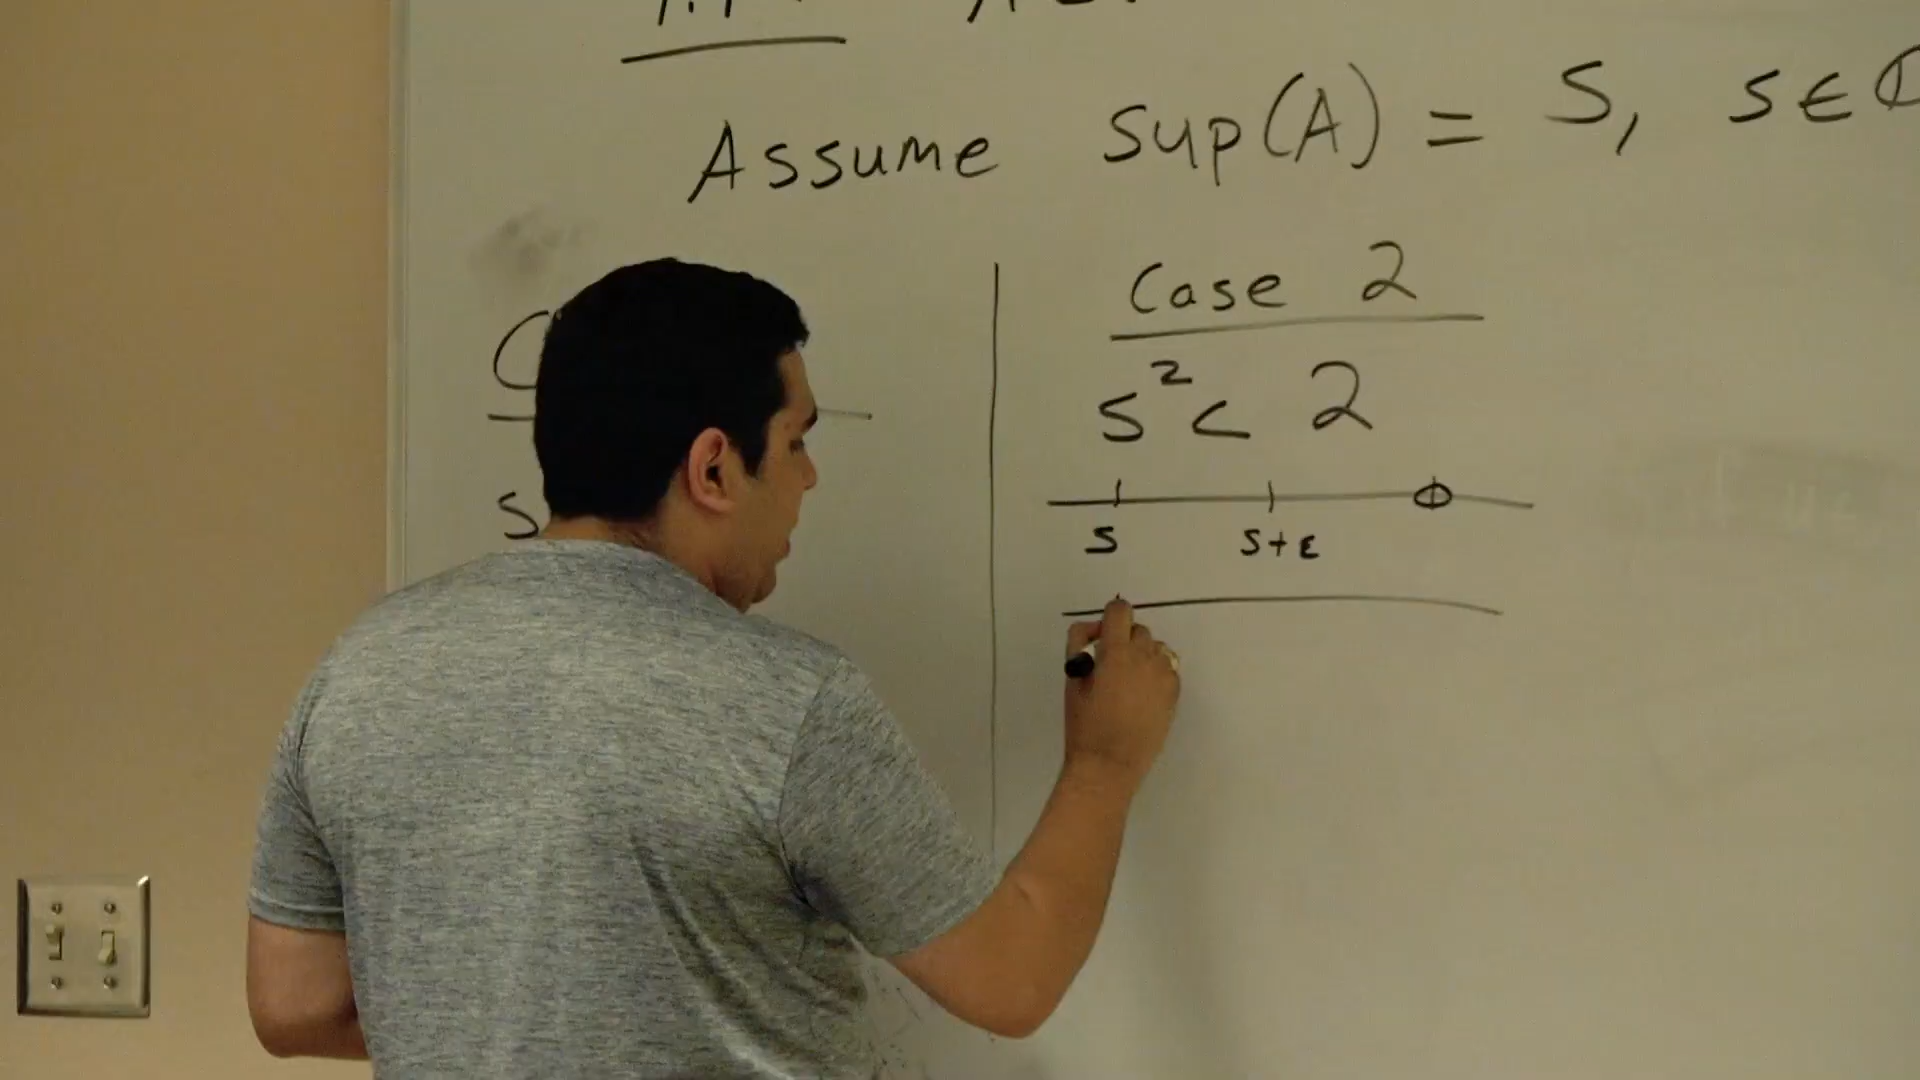 Assume sup(A) = S, s ∈
Case 2
s² < 2
s s+ε